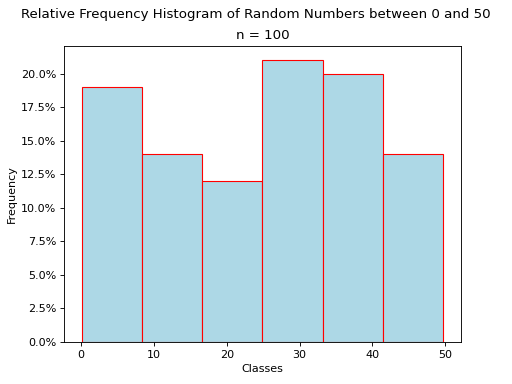 Relative Frequency Histogram of Random Numbers between 0 and 50
n = 100
20.0%
17.5%
15.0%
12.5%
10.0%
7.5%
5.0%
2.5%
0.0%
Frequency
0 10 20 30 40 50
Classes